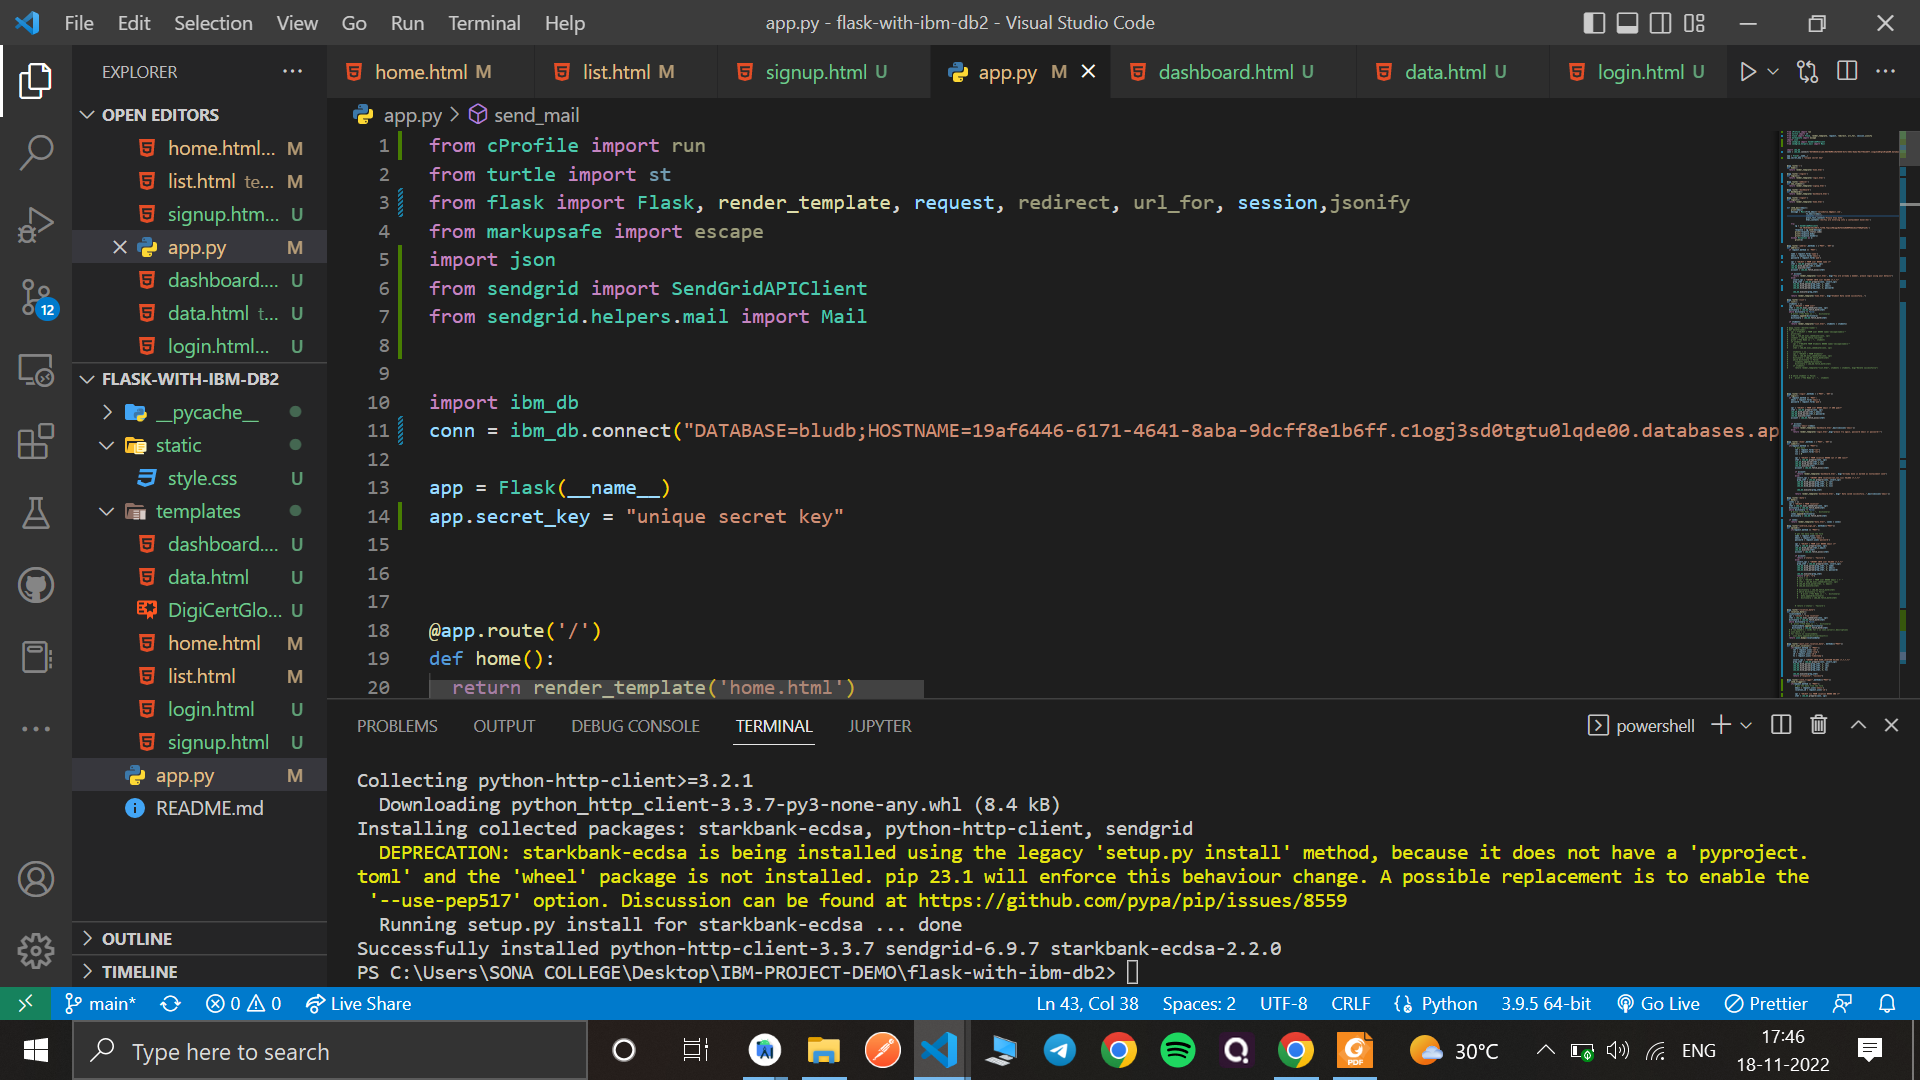 File Edit Selection View Go Run Terminal Help
app.py - flask-with-ibm-db2 - Visual Studio Code
EXPLORER
home.html M
list.html M
signup.html U
app.py M
dashboard.html U
data.html U
login.html U
OPEN EDITORS
home.html... M
list.html te... M
signup.htm... U
app.py M
dashboard.... U
data.html t... U
login.html... U
FLASK-WITH-IBM-DB2
__pycache__
static
style.css U
templates
dashboard.... U
data.html U
DigiCertGlo... U
home.html M
list.html M
login.html U
signup.html U
app.py M
README.md
OUTLINE
TIMELINE
12
app.py > send_mail
1 from cProfile import run
2 from turtle import st
3 from flask import Flask, render_template, request, redirect, url_for, session,jsonify
4 from markupsafe import escape
5 import json
6 from sendgrid import SendGridAPIClient
7 from sendgrid.helpers.mail import Mail
8
9
10 import ibm_db
11 conn = ibm_db.connect("DATABASE=bludb;HOSTNAME=19af6446-6171-4641-8aba-9dcff8e1b6ff.c1ogj3sd0tgtu0lqde00.databases.ap
12
13 app = Flask(__name__)
14 app.secret_key = "unique secret key"
15
16
17
18 @app.route('/')
19 def home():
20 return render_template('home.html')
PROBLEMS OUTPUT DEBUG CONSOLE TERMINAL JUPYTER
powershell
Collecting python-http-client>=3.2.1
Downloading python_http_client-3.3.7-py3-none-any.whl (8.4 kB)
Installing collected packages: starkbank-ecdsa, python-http-client, sendgrid
DEPRECATION: starkbank-ecdsa is being installed using the legacy 'setup.py install' method, because it does not have a 'pyproject.
toml' and the 'wheel' package is not installed. pip 23.1 will enforce this behaviour change. A possible replacement is to enable the
'--use-pep517' option. Discussion can be found at https://github.com/pypa/pip/issues/8559
Running setup.py install for starkbank-ecdsa ... done
Successfully installed python-http-client-3.3.7 sendgrid-6.9.7 starkbank-ecdsa-2.2.0
PS C:\Users\SONA COLLEGE\Desktop\IBM-PROJECT-DEMO\flask-with-ibm-db2>
main* 0 0 Live Share
Ln 43, Col 38 Spaces: 2 UTF-8 CRLF Python 3.9.5 64-bit Go Live Prettier
Type here to search
30°C
ENG
17:46
18-11-2022